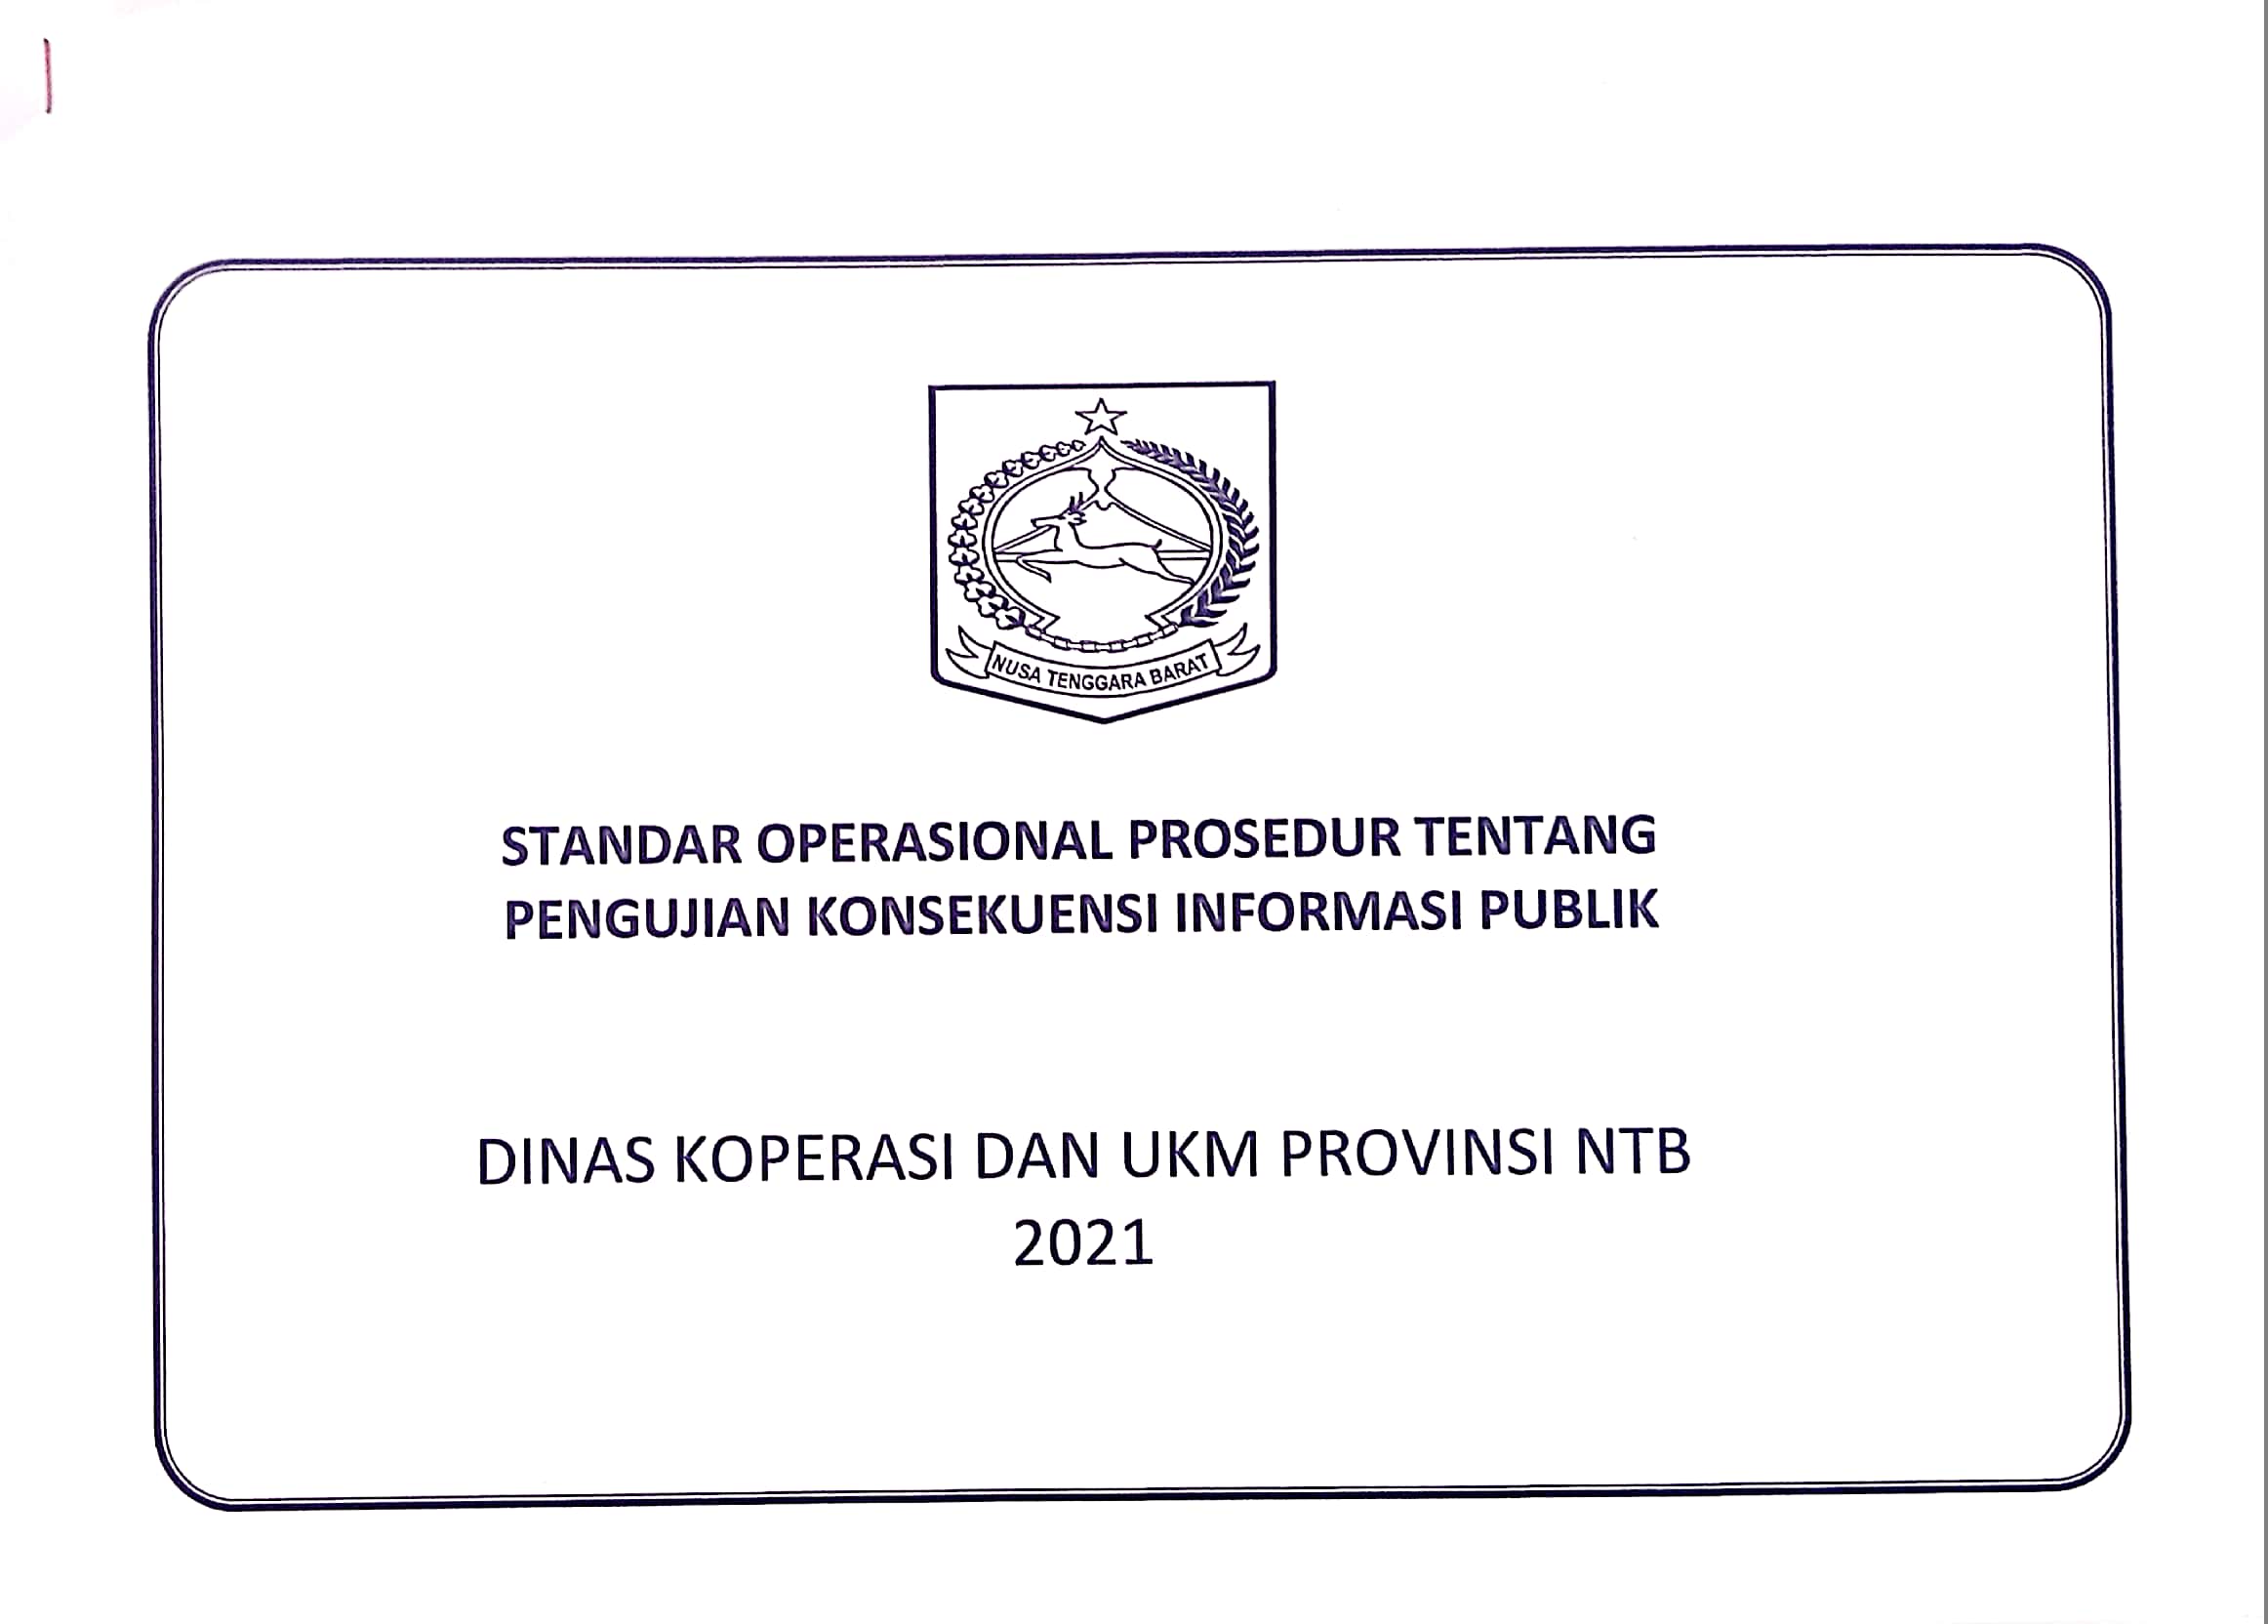 NUSA TENGGARA BARAT
STANDAR OPERASIONAL PROSEDUR TENTANG
PENGUJIAN KONSEKUENSI INFORMASI PUBLIK
DINAS KOPERASI DAN UKM PROVINSI NTB
2021